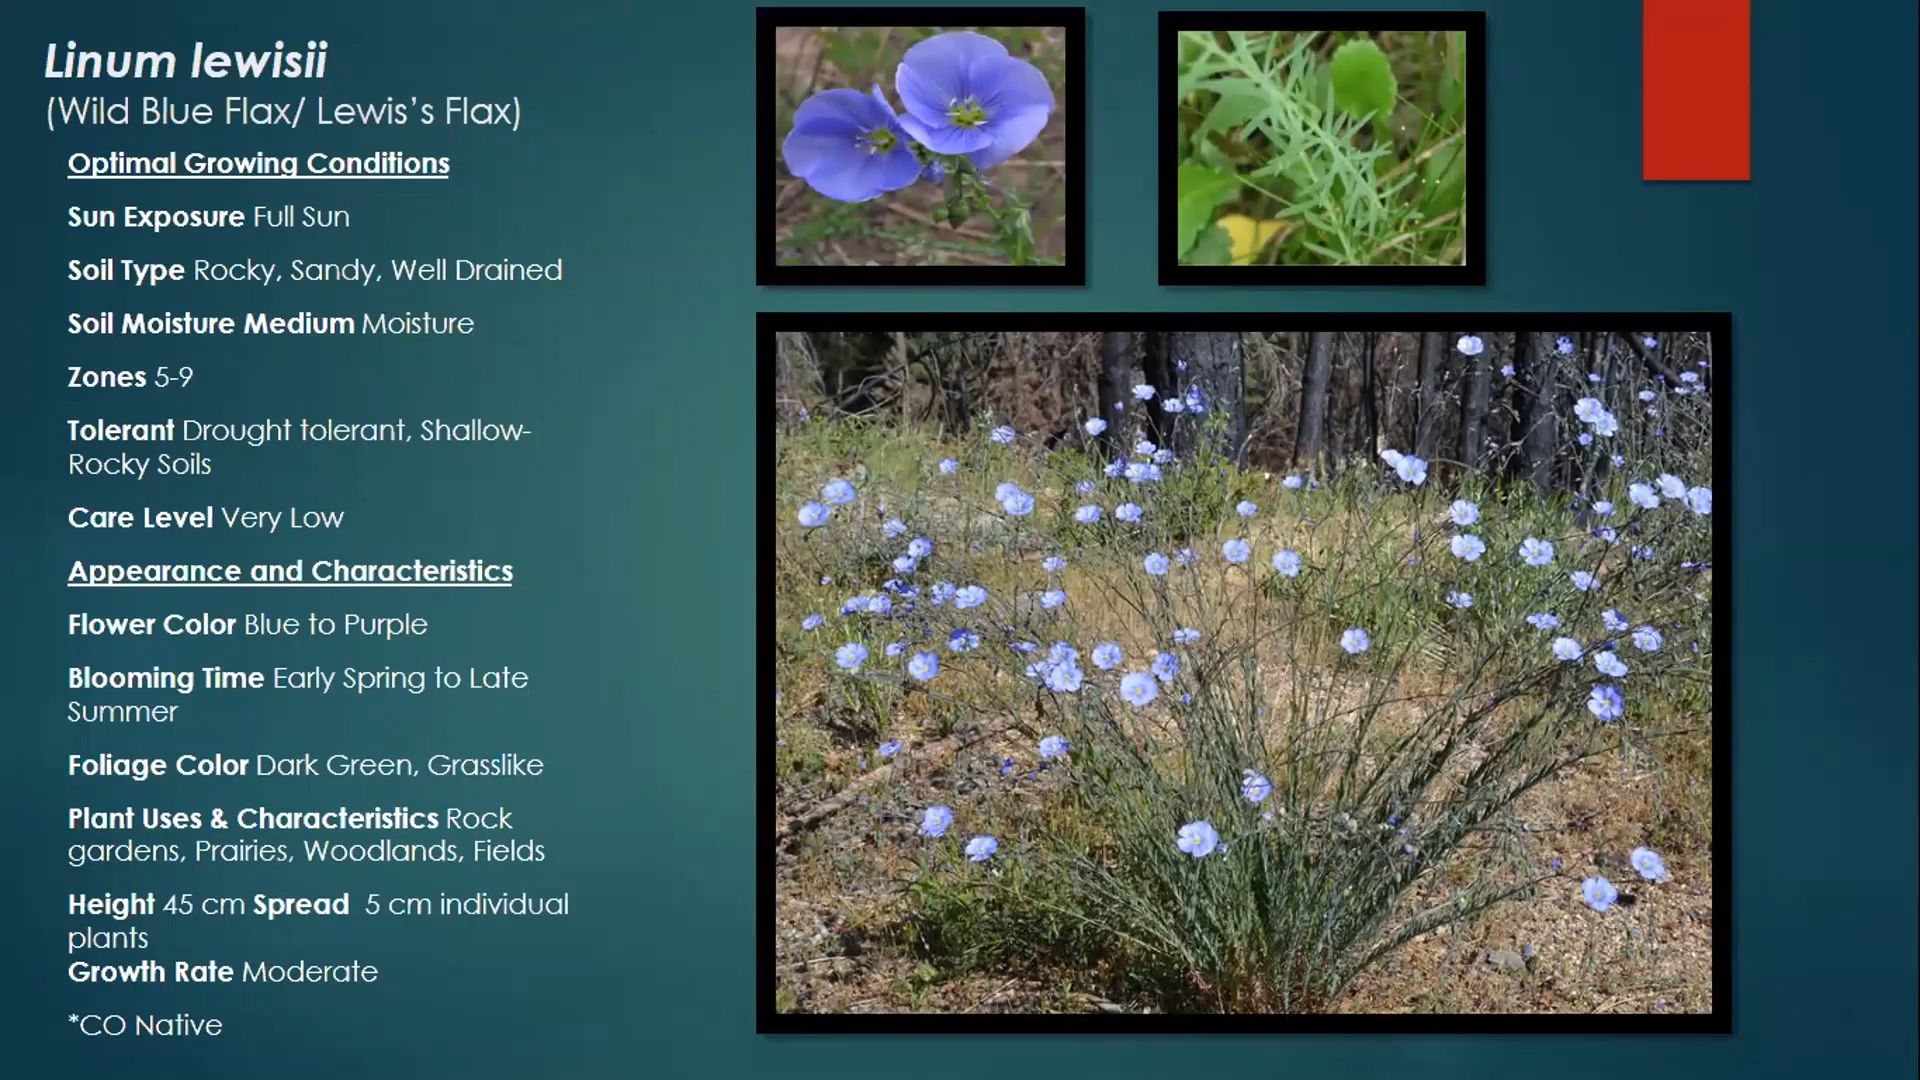 Linum lewisii
(Wild Blue Flax/ Lewis’s Flax)
Optimal Growing Conditions
Sun Exposure Full Sun
Soil Type Rocky, Sandy, Well Drained
Soil Moisture Medium Moisture
Zones 5-9
Tolerant Drought tolerant, Shallow-
Rocky Soils
Care Level Very Low
Appearance and Characteristics
Flower Color Blue to Purple
Blooming Time Early Spring to Late
Summer
Foliage Color Dark Green, Grasslike
Plant Uses & Characteristics Rock
gardens, Prairies, Woodlands, Fields
Height 45 cm Spread 5 cm individual
plants
Growth Rate Moderate
*CO Native